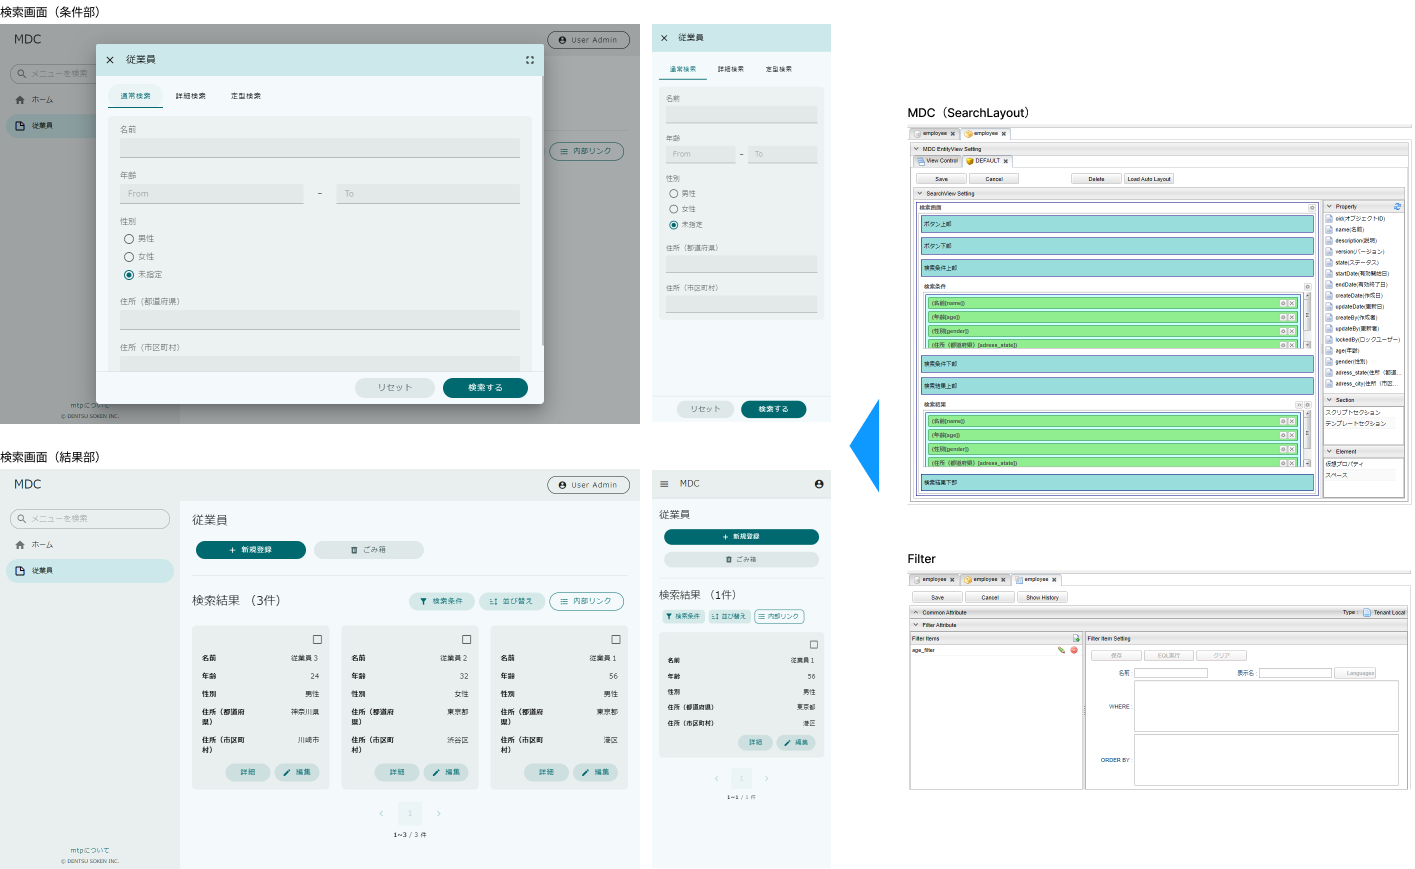 検索画面（条件部）
MDC
User Admin
メニューを検索
ホーム
従業員
内部リンク
mtpについて
© DENTSU SOKEN INC.
従業員
通常検索
詳細検索
定型検索
名前
年齢
From
–
To
性別
男性
女性
未指定
住所（都道府県）
住所（市区町村）
リセット
検索する
従業員
通常検索
詳細検索
定型検索
名前
年齢
From
–
To
性別
男性
女性
未指定
住所（都道府県）
住所（市区町村）
リセット
検索する
検索画面（結果部）
MDC
User Admin
メニューを検索
ホーム
従業員
mtpについて
© DENTSU SOKEN INC.
従業員
＋ 新規登録
ごみ箱
検索結果 （3件）
検索条件
並び替え
内部リンク
名前 従業員３
年齢 24
性別 男性
住所（都道府県） 神奈川県
住所（市区町村） 川崎市
詳細
編集
名前 従業員２
年齢 32
性別 女性
住所（都道府県） 東京都
住所（市区町村） 渋谷区
詳細
編集
名前 従業員１
年齢 56
性別 男性
住所（都道府県） 東京都
住所（市区町村） 港区
詳細
編集
1
1~3 / 3 件
MDC
従業員
＋ 新規登録
ごみ箱
検索結果 （1件）
検索条件
並び替え
内部リンク
名前 従業員１
年齢 56
性別 男性
住所（都道府県） 東京都
住所（市区町村） 港区
詳細
編集
1
1~1 / 1 件
MDC（SearchLayout）
employee
employee
MDC EntityView Setting
View Control
DEFAULT
Save
Cancel
Delete
Load Auto Layout
SearchView Setting
検索画面
ボタン上部
ボタン下部
検索条件上部
検索条件
(名前[name])
(年齢[age])
(性別[gender])
(住所（都道府県）[adress_state])
検索条件下部
検索結果上部
検索結果
(名前[name])
(年齢[age])
(性別[gender])
(住所（都道府県）[adress_state])
検索結果下部
Property
oid(オブジェクトID)
name(名前)
description(説明)
version(バージョン)
state(ステータス)
startDate(有効開始日)
endDate(有効終了日)
createDate(作成日)
updateDate(更新日)
createBy(作成者)
updateBy(更新者)
lockedBy(ロックユーザー)
age(年齢)
gender(性別)
adress_state(住所（都道...
adress_city(住所（市区...
Section
スクリプトセクション
テンプレートセクション
Element
仮想プロパティ
スペース
Filter
employee
employee
employee
Save
Cancel
Show History
Common Attribute
Type : Tenant Local
Filter Attribute
Filter Items
age_filter
Filter Item Setting
保存
EQL実行
クリア
名前 :
表示名 :
Languages
WHERE :
ORDER BY :